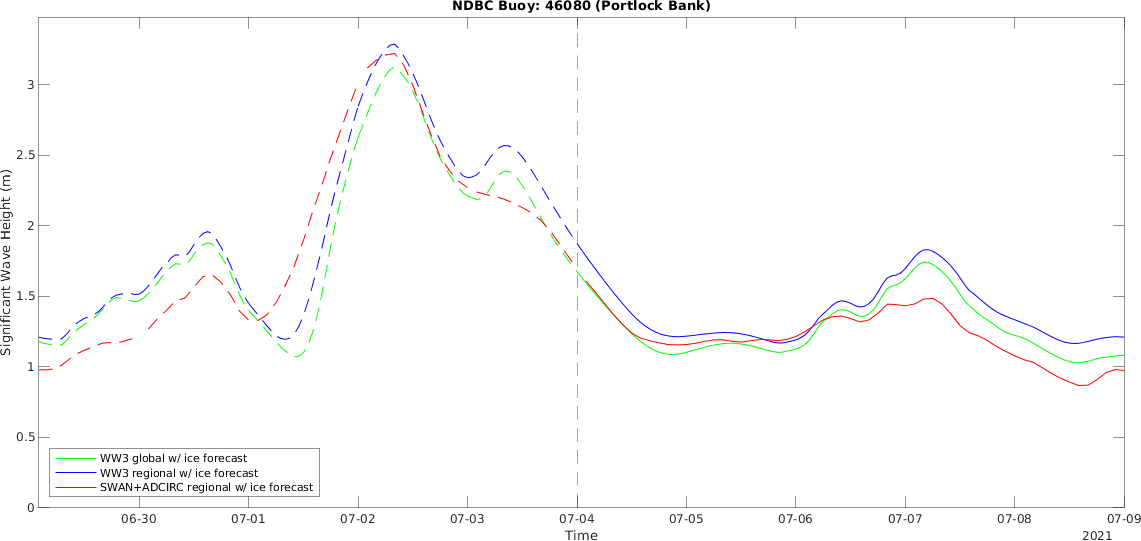 NDBC Buoy: 46080 (Portlock Bank)
Significant Wave Height (m)
3
2.5
2
1.5
1
0.5
0
WW3 global w/ ice forecast
WW3 regional w/ ice forecast
SWAN+ADCIRC regional w/ ice forecast
06-30 07-01 07-02 07-03 07-04 07-05 07-06 07-07 07-08 07-09
Time
2021